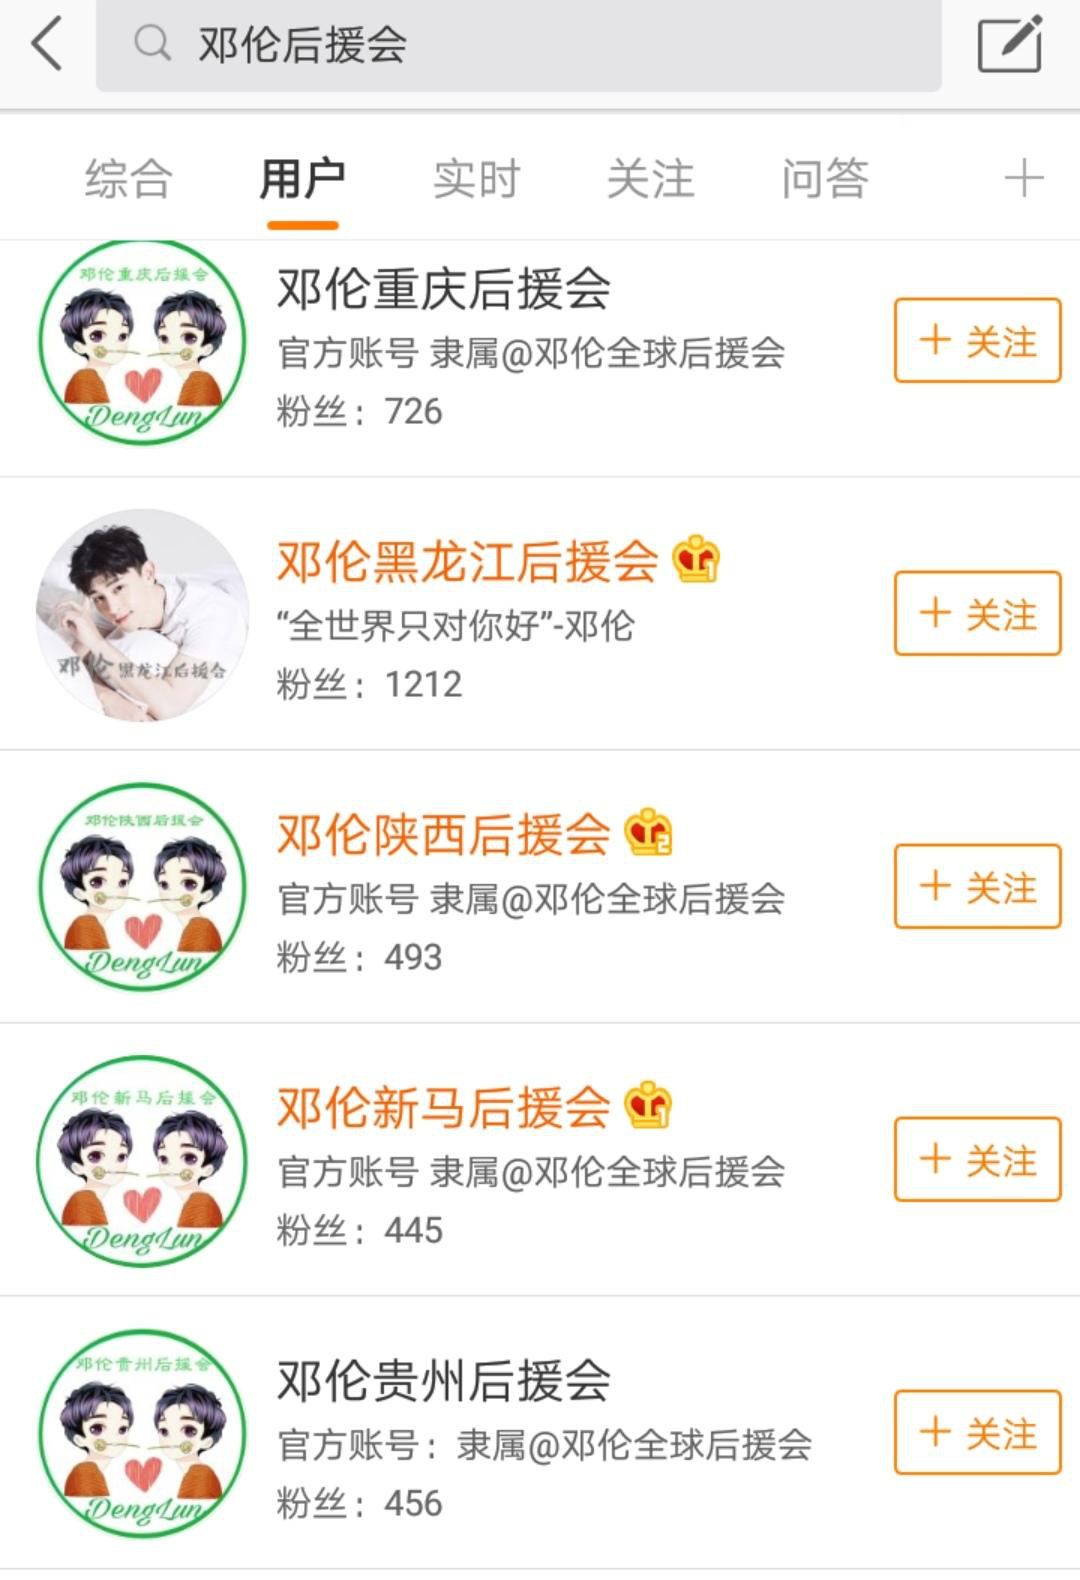 邓伦后援会
综合 用户 实时 关注 问答
邓伦重庆后援会
DengLun
邓伦重庆后援会
官方账号 隶属@邓伦全球后援会
粉丝：726
+ 关注
邓伦黑龙江后援会
邓伦黑龙江后援会
1
“全世界只对你好”-邓伦
粉丝：1212
+ 关注
邓伦陕西后援会
DengLun
邓伦陕西后援会
2
官方账号 隶属@邓伦全球后援会
粉丝：493
+ 关注
邓伦新马后援会
DengLun
邓伦新马后援会
1
官方账号 隶属@邓伦全球后援会
粉丝：445
+ 关注
邓伦贵州后援会
DengLun
邓伦贵州后援会
官方账号：隶属@邓伦全球后援会
粉丝：456
+ 关注